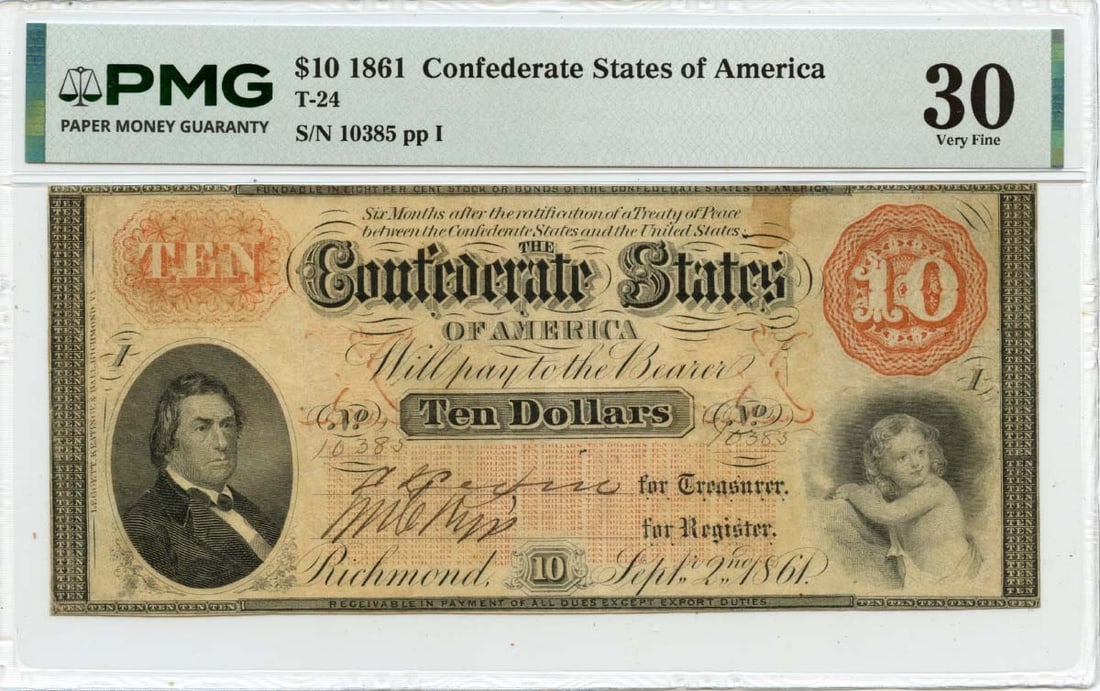 PMG
PAPER MONEY GUARANTY
$10 1861 Confederate States of America
T-24
S/N 10385 pp I
30
Very Fine
FUNDABLE IN EIGHT PER CENT STOCK OR BONDS OF THE CONFEDERATE STATES OF AMERICA
Six Months after the ratification of a Treaty of Peace
between the Confederate States and the United States.
TEN
THE
Confederate States
10
OF AMERICA
I
I
Will pay to the Bearer
Ten Dollars
No.
No.
10385
10385
for Treasurer.
for Register.
Richmond, 10 Septr. 2nd 1861.
RECEIVABLE IN PAYMENT OF ALL DUES EXCEPT EXPORT DUTIES